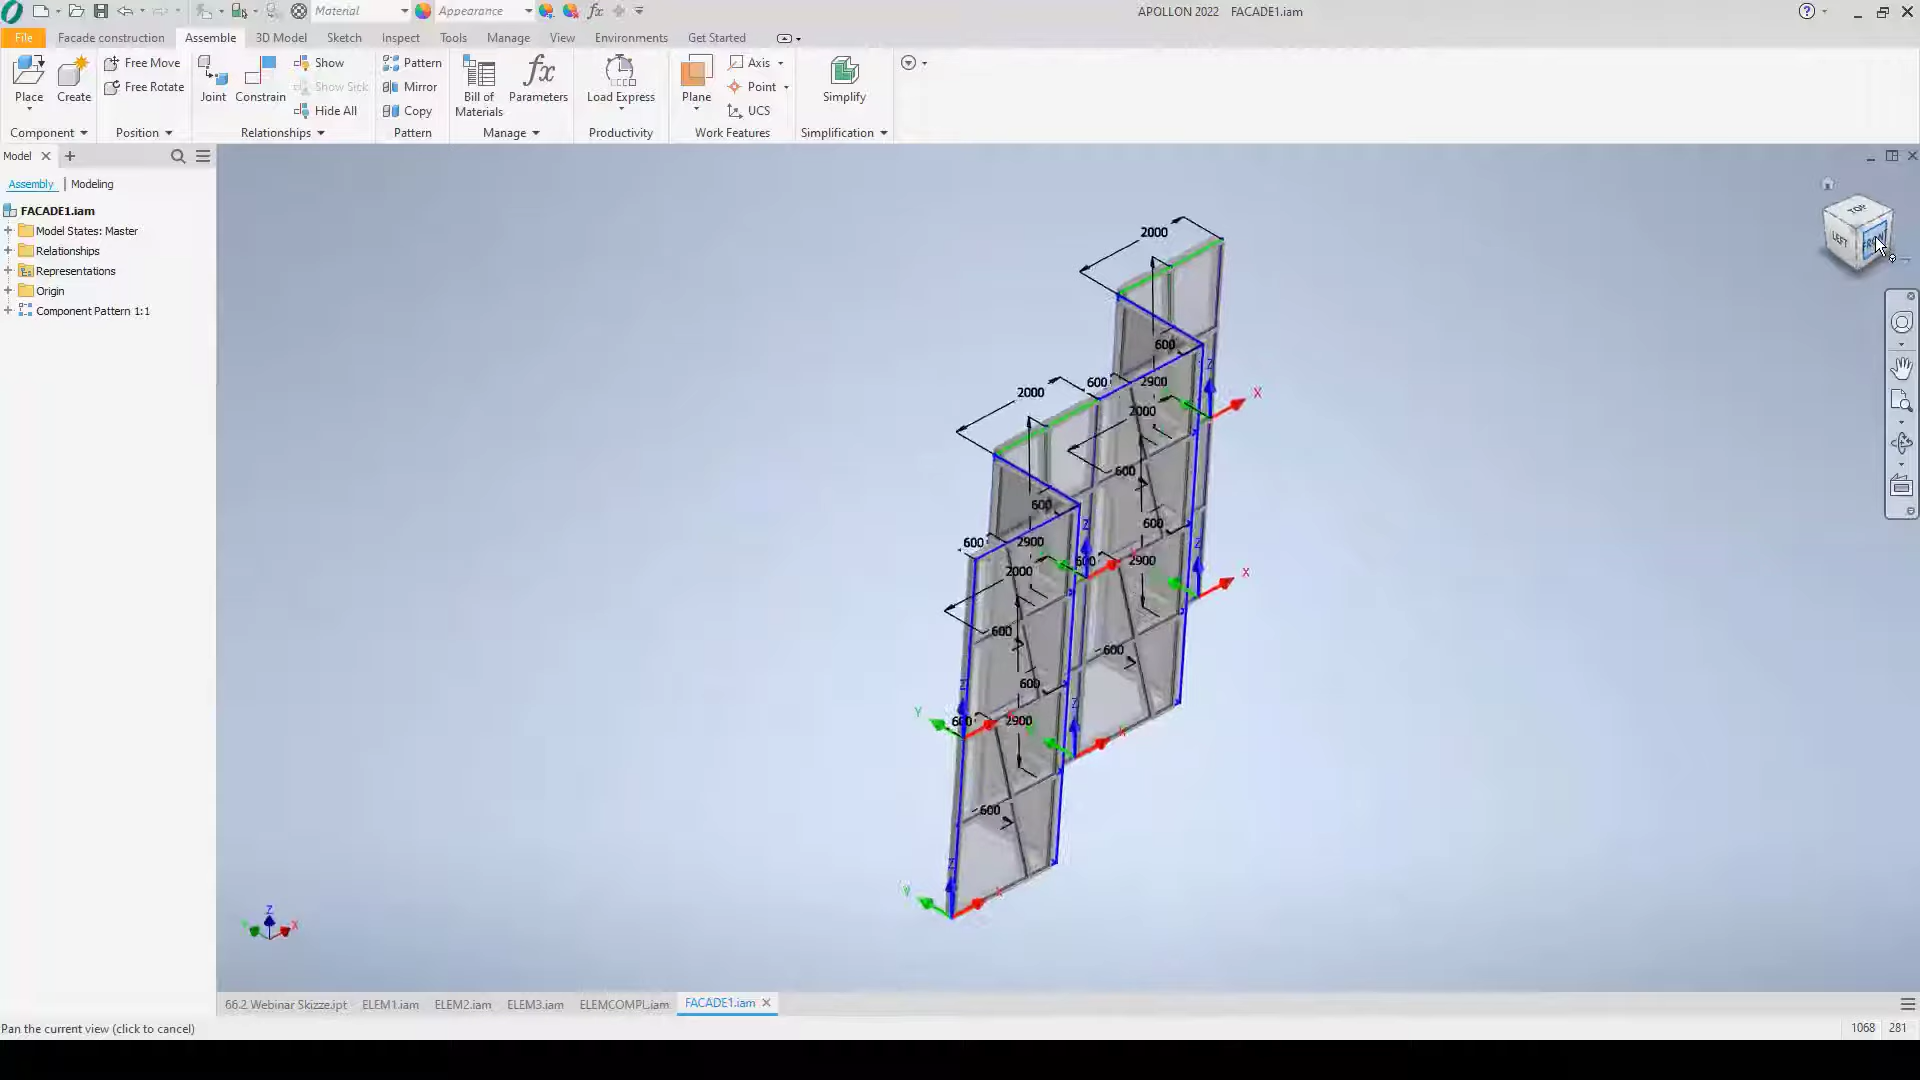 Material
Appearance
fx
APOLLON 2022 FACADE1.iam
?
File Facade construction Assemble 3D Model Sketch Inspect Tools Manage View Environments Get Started
Place
Create
Component
Free Move
Free Rotate
Position
Joint
Constrain
Show
Show Sick
Hide All
Relationships
Pattern
Mirror
Copy
Pattern
Bill of
Materials
fx
Parameters
Manage
Load Express
Productivity
Plane
Axis
Point
UCS
Work Features
Simplify
Simplification
Model
Assembly | Modeling
FACADE1.iam
Model States: Master
Relationships
Representations
Origin
Component Pattern 1:1
TOP
LEFT
FRONT
2000
600
2000
600
2900
Z
X
2000
600
600
600
2900
2000
Z
600
2900
X
Z
X
600
600
Z
Y
600
2900
Z
X
600
Z
Y
X
Z
X
66.2 Webinar Skizze.ipt ELEM1.iam ELEM2.iam ELEM3.iam ELEMCOMPL.iam FACADE1.iam
Pan the current view (click to cancel)
1068 281